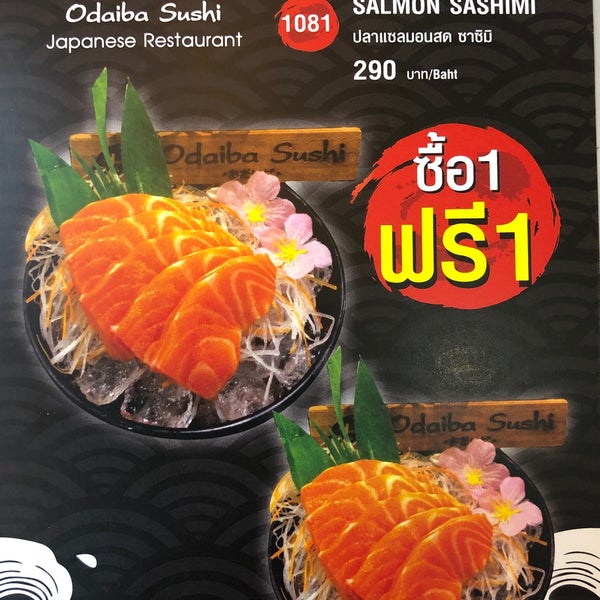 Odaiba Sushi
Japanese Restaurant
1081
SALMON SASHIMI
ปลาแซลมอนสด ซาซิมิ
290 บาท/Baht
Odaiba Sushi
ซื้อ1
ฟรี1
Odaiba Sushi